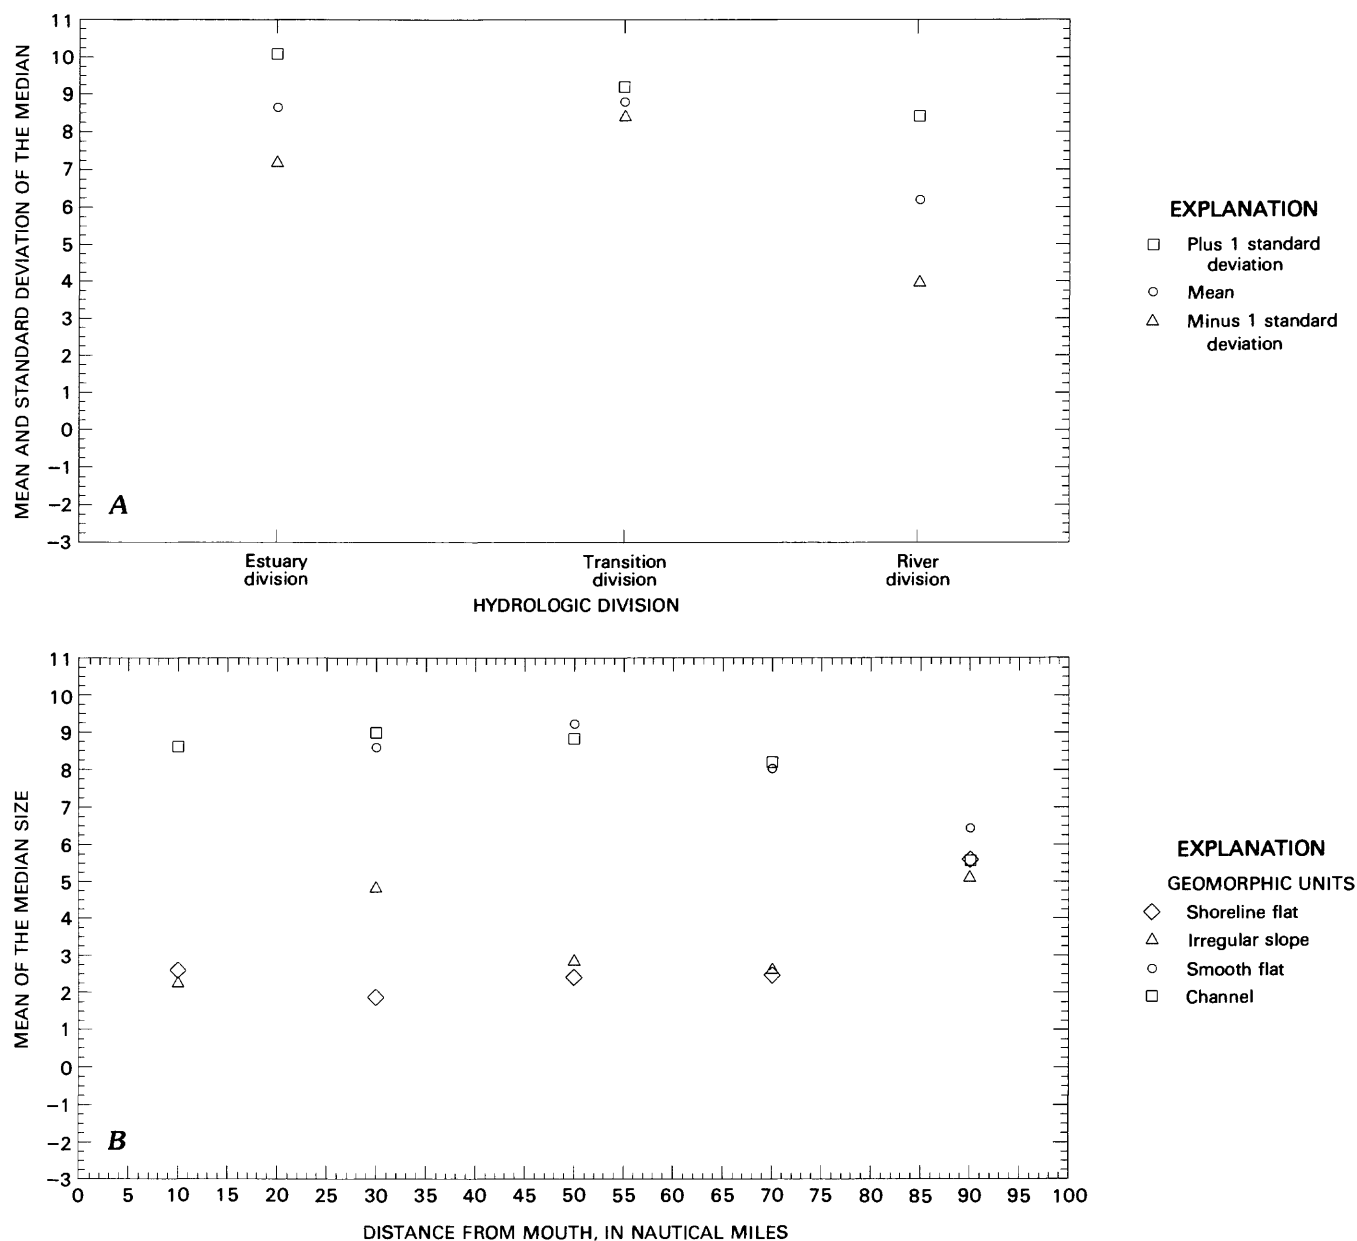 MEAN AND STANDARD DEVIATION OF THE MEDIAN
11
10
9
8
7
6
5
4
3
2
1
0
−1
−2
−3
A
Estuary
division
Transition
division
River
division
HYDROLOGIC DIVISION
EXPLANATION
Plus 1 standard
deviation
Mean
Minus 1 standard
deviation
MEAN OF THE MEDIAN SIZE
11
10
9
8
7
6
5
4
3
2
1
0
−1
−2
−3
B
0 5 10 15 20 25 30 35 40 45 50 55 60 65 70 75 80 85 90 95 100
DISTANCE FROM MOUTH, IN NAUTICAL MILES
EXPLANATION
GEOMORPHIC UNITS
Shoreline flat
Irregular slope
Smooth flat
Channel